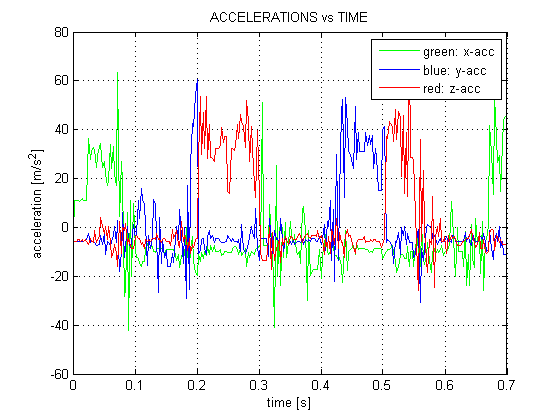 ACCELERATIONS vs TIME
green: x-acc
blue: y-acc
red: z-acc
acceleration [m/s²]
80
60
40
20
0
-20
-40
-60
0 0.1 0.2 0.3 0.4 0.5 0.6 0.7
time [s]